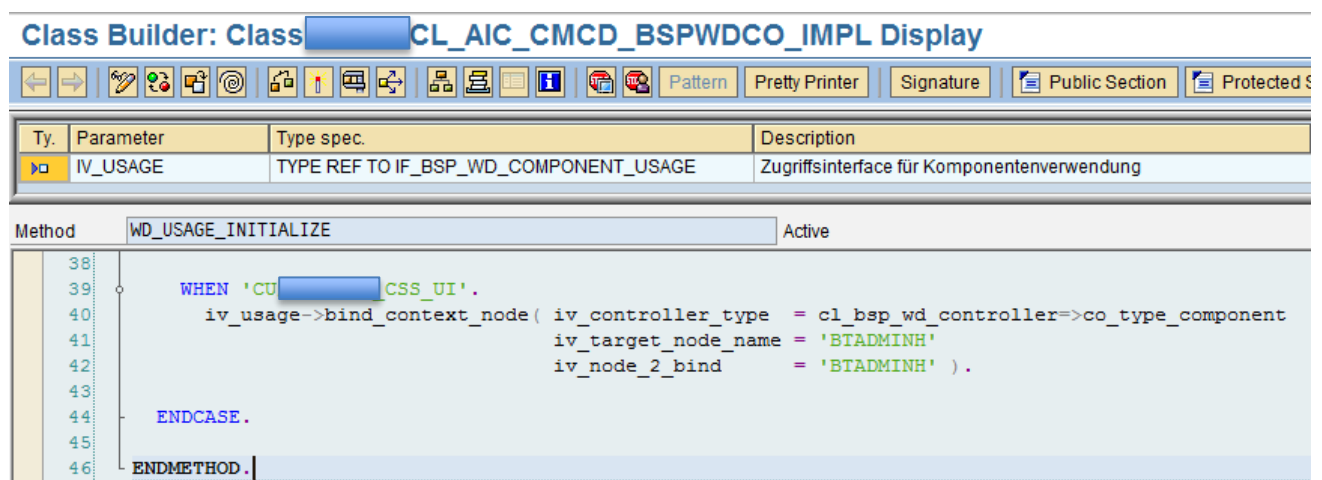 Class Builder: Class CL_AIC_CMCD_BSPWDCO_IMPL Display
Pattern Pretty Printer Signature Public Section Protected S
Ty. Parameter Type spec. Description
IV_USAGE TYPE REF TO IF_BSP_WD_COMPONENT_USAGE Zugriffsinterface für Komponentenverwendung
Method WD_USAGE_INITIALIZE Active
38
39 WHEN 'CU _CSS_UI'.
40 iv_usage->bind_context_node( iv_controller_type = cl_bsp_wd_controller=>co_type_component
41 iv_target_node_name = 'BTADMINH'
42 iv_node_2_bind = 'BTADMINH' ).
43
44 ENDCASE.
45
46 ENDMETHOD.